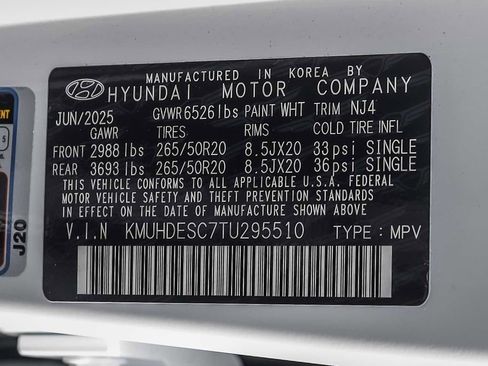 MANUFACTURED IN KOREA BY
HYUNDAI MOTOR COMPANY
JUN/2025 GVWR 6526lbs PAINT WHT TRIM NJ4
GAWR TIRES RIMS COLD TIRE INFL
FRONT 2988 lbs 265/50R20 8.5JX20 33psi SINGLE
REAR 3693 lbs 265/50R20 8.5JX20 36psi SINGLE
THIS VEHICLE CONFORMS TO ALL APPLICABLE U.S.A. FEDERAL
MOTOR VEHICLE SAFETY AND THEFT PREVENTION STANDARDS
IN EFFECT ON THE DATE OF MANUFACTURE SHOWN ABOVE.
V.I.N KMUHDESC7TU295510 TYPE : MPV
5
J20